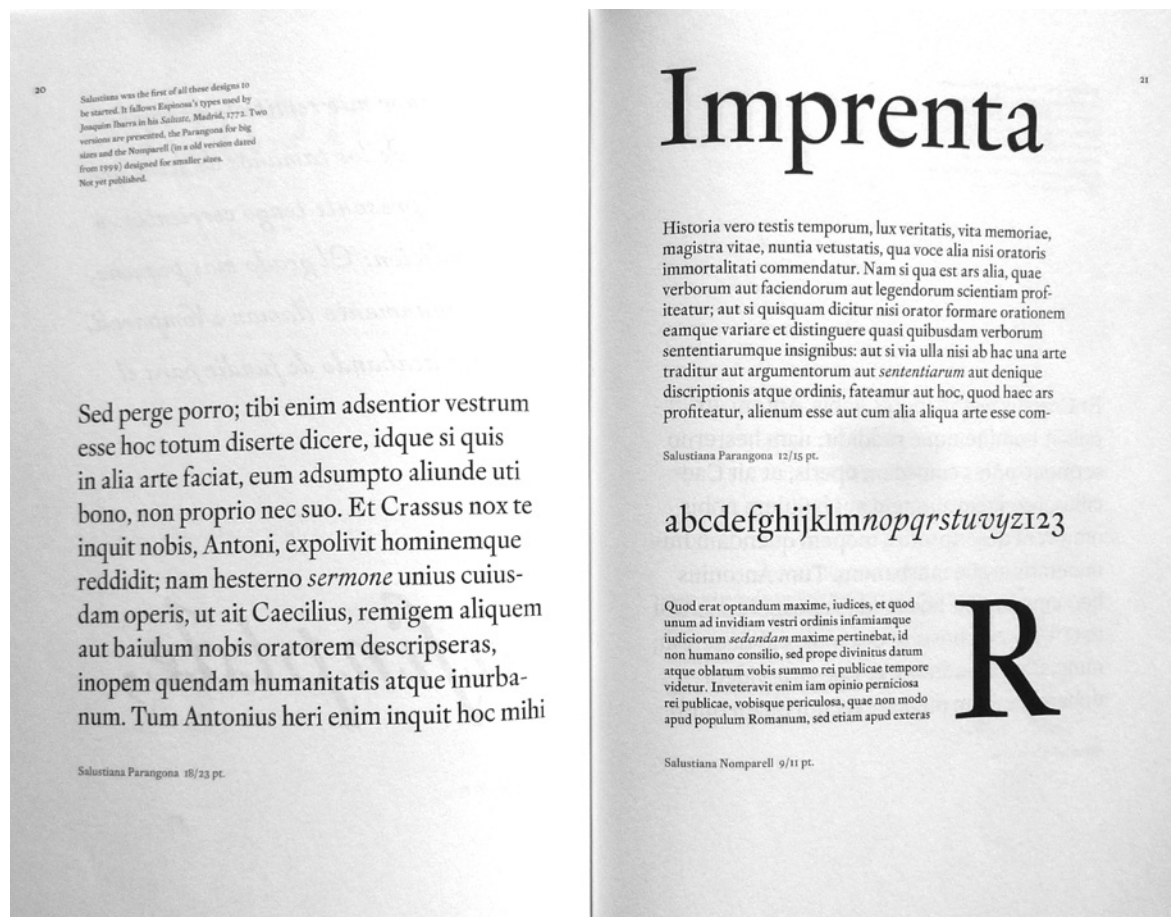 20
Salustiana was the first of all these designs to
be started. It fallows Espinosa's types used by
Joaquim Ibarra in his Saluste, Madrid, 1772. Two
versions are presented, the Parangona for big
sizes and the Nomparell (in a old version dated
from 1999) designed for smaller sizes.
Not yet published.
Sed perge porro; tibi enim adsentior vestrum
esse hoc totum diserte dicere, idque si quis
in alia arte faciat, eum adsumpto aliunde uti
bono, non proprio nec suo. Et Crassus nox te
inquit nobis, Antoni, expolivit hominemque
reddidit; nam hesterno sermone unius cuius-
dam operis, ut ait Caecilius, remigem aliquem
aut baiulum nobis oratorem descripseras,
inopem quendam humanitatis atque inurba-
num. Tum Antonius heri enim inquit hoc mihi
Salustiana Parangona 18/23 pt.
21
Imprenta
Historia vero testis temporum, lux veritatis, vita memoriae,
magistra vitae, nuntia vetustatis, qua voce alia nisi oratoris
immortalitati commendatur. Nam si qua est ars alia, quae
verborum aut faciendorum aut legendorum scientiam prof-
iteatur; aut si quisquam dicitur nisi orator formare orationem
eamque variare et distinguere quasi quibusdam verborum
sententiarumque insignibus: aut si via ulla nisi ab hac una arte
traditur aut argumentorum aut sententiarum aut denique
discriptionis atque ordinis, fateamur aut hoc, quod haec ars
profiteatur, alienum esse aut cum alia aliqua arte esse com-
Salustiana Parangona 12/15 pt.
abcdefghijklmnopqrstuvyz123
Quod erat optandum maxime, iudices, et quod
unum ad invidiam vestri ordinis infamiamque
iudiciorum sedandam maxime pertinebat, id
non humano consilio, sed prope divinitus datum
atque oblatum vobis summo rei publicae tempore
videtur. Inveteravit enim iam opinio perniciosa
rei publicae, vobisque periculosa, quae non modo
apud populum Romanum, sed etiam apud exteras
R
Salustiana Nomparell 9/11 pt.